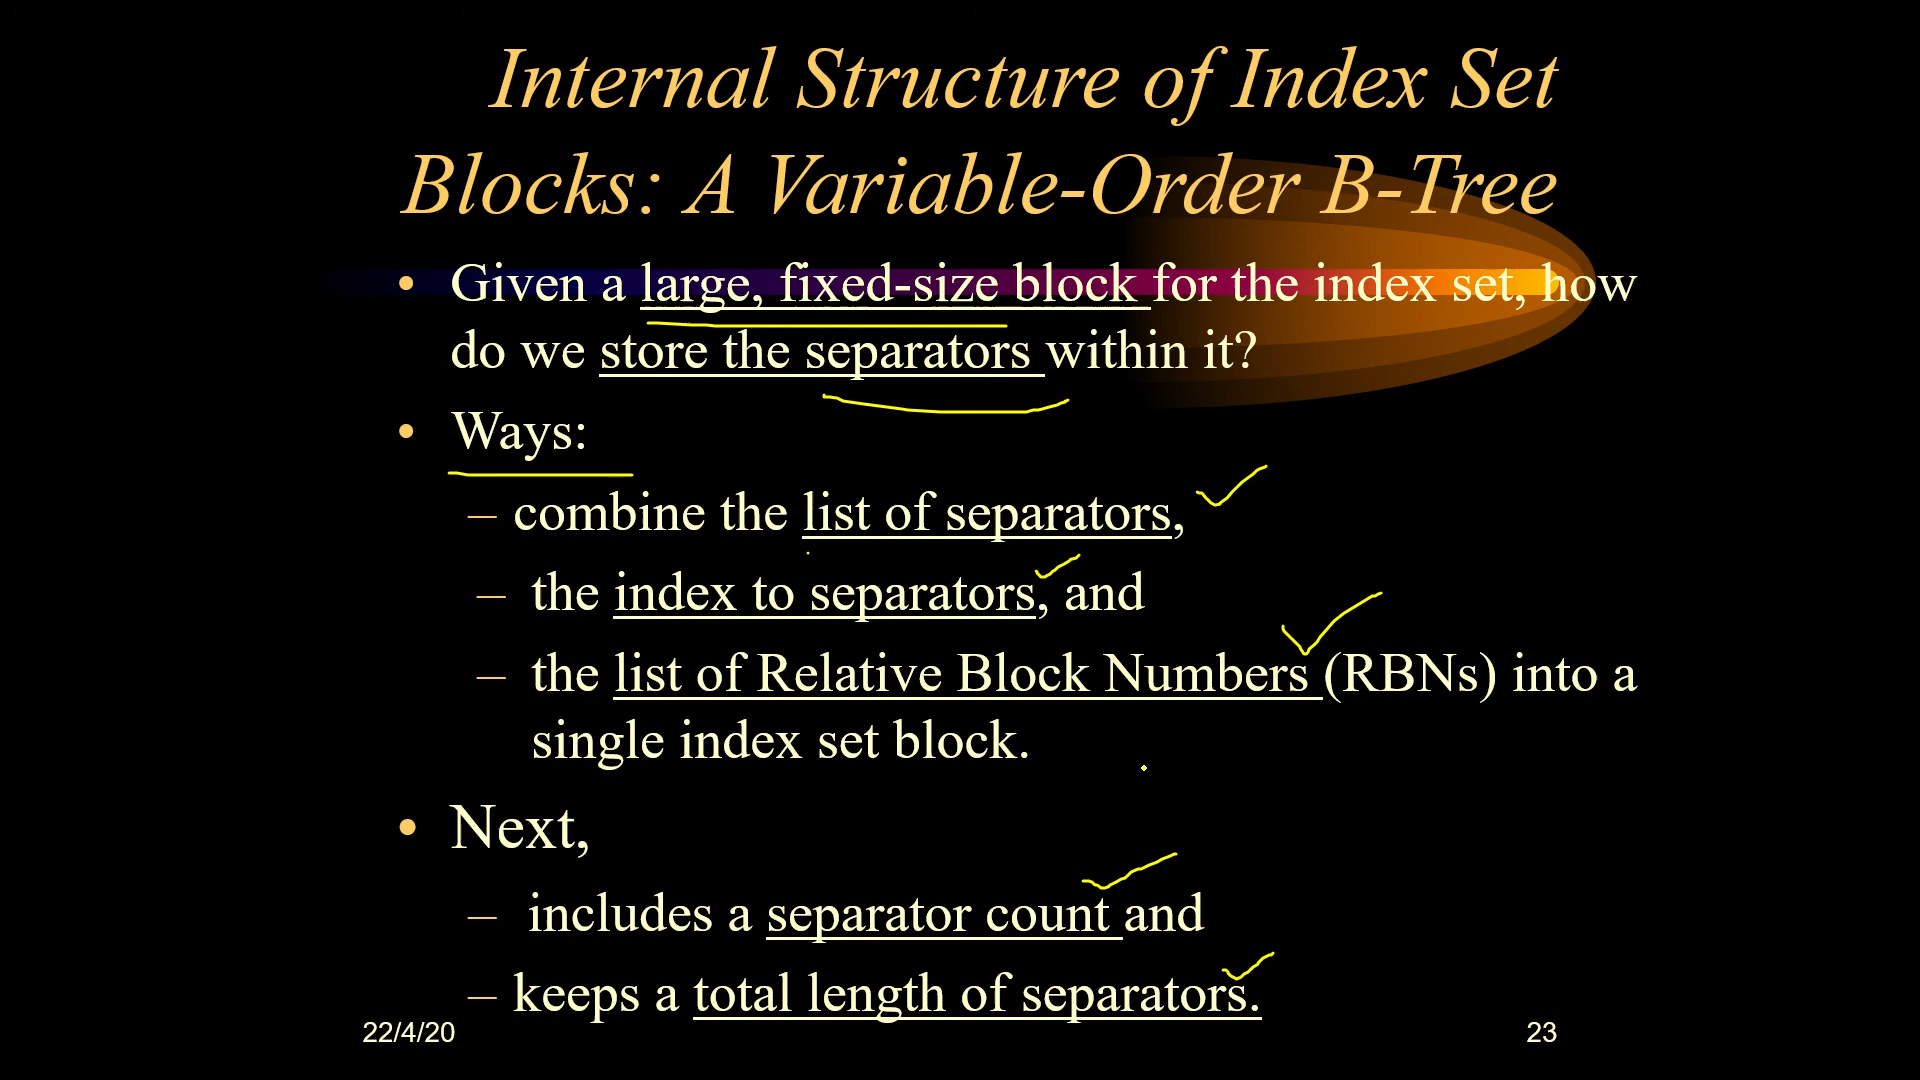 Internal Structure of Index Set
Blocks: A Variable-Order B-Tree
• Given a large, fixed-size block for the index set, how
do we store the separators within it?
• Ways:
– combine the list of separators,
– the index to separators, and
– the list of Relative Block Numbers (RBNs) into a
single index set block.
• Next,
– includes a separator count and
– keeps a total length of separators.
22/4/20
23